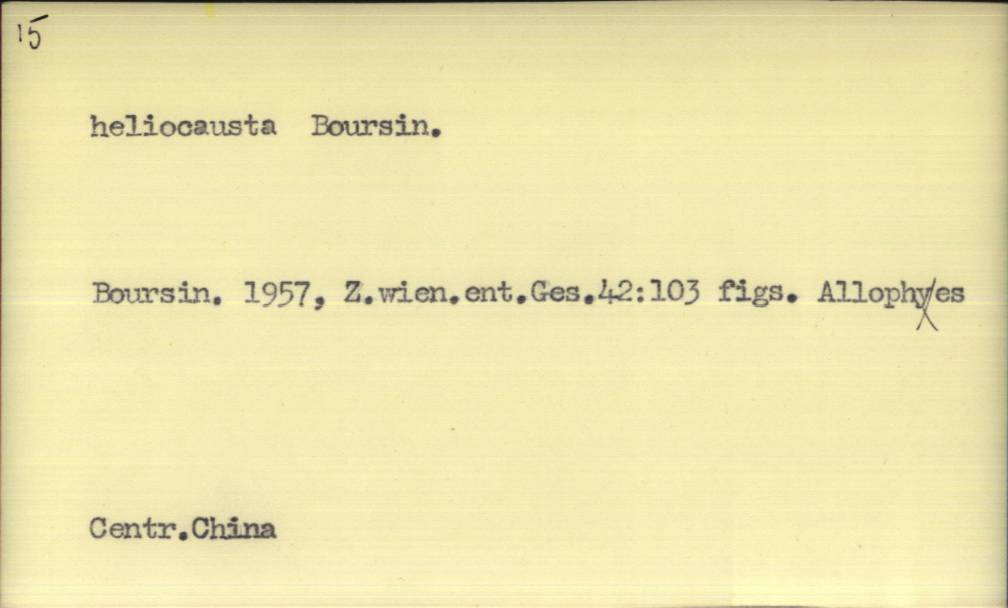 15
heliocausta Boursin.
Boursin. 1957, Z.wien.ent.Ges.42:103 figs. Allophyes
Centr.China